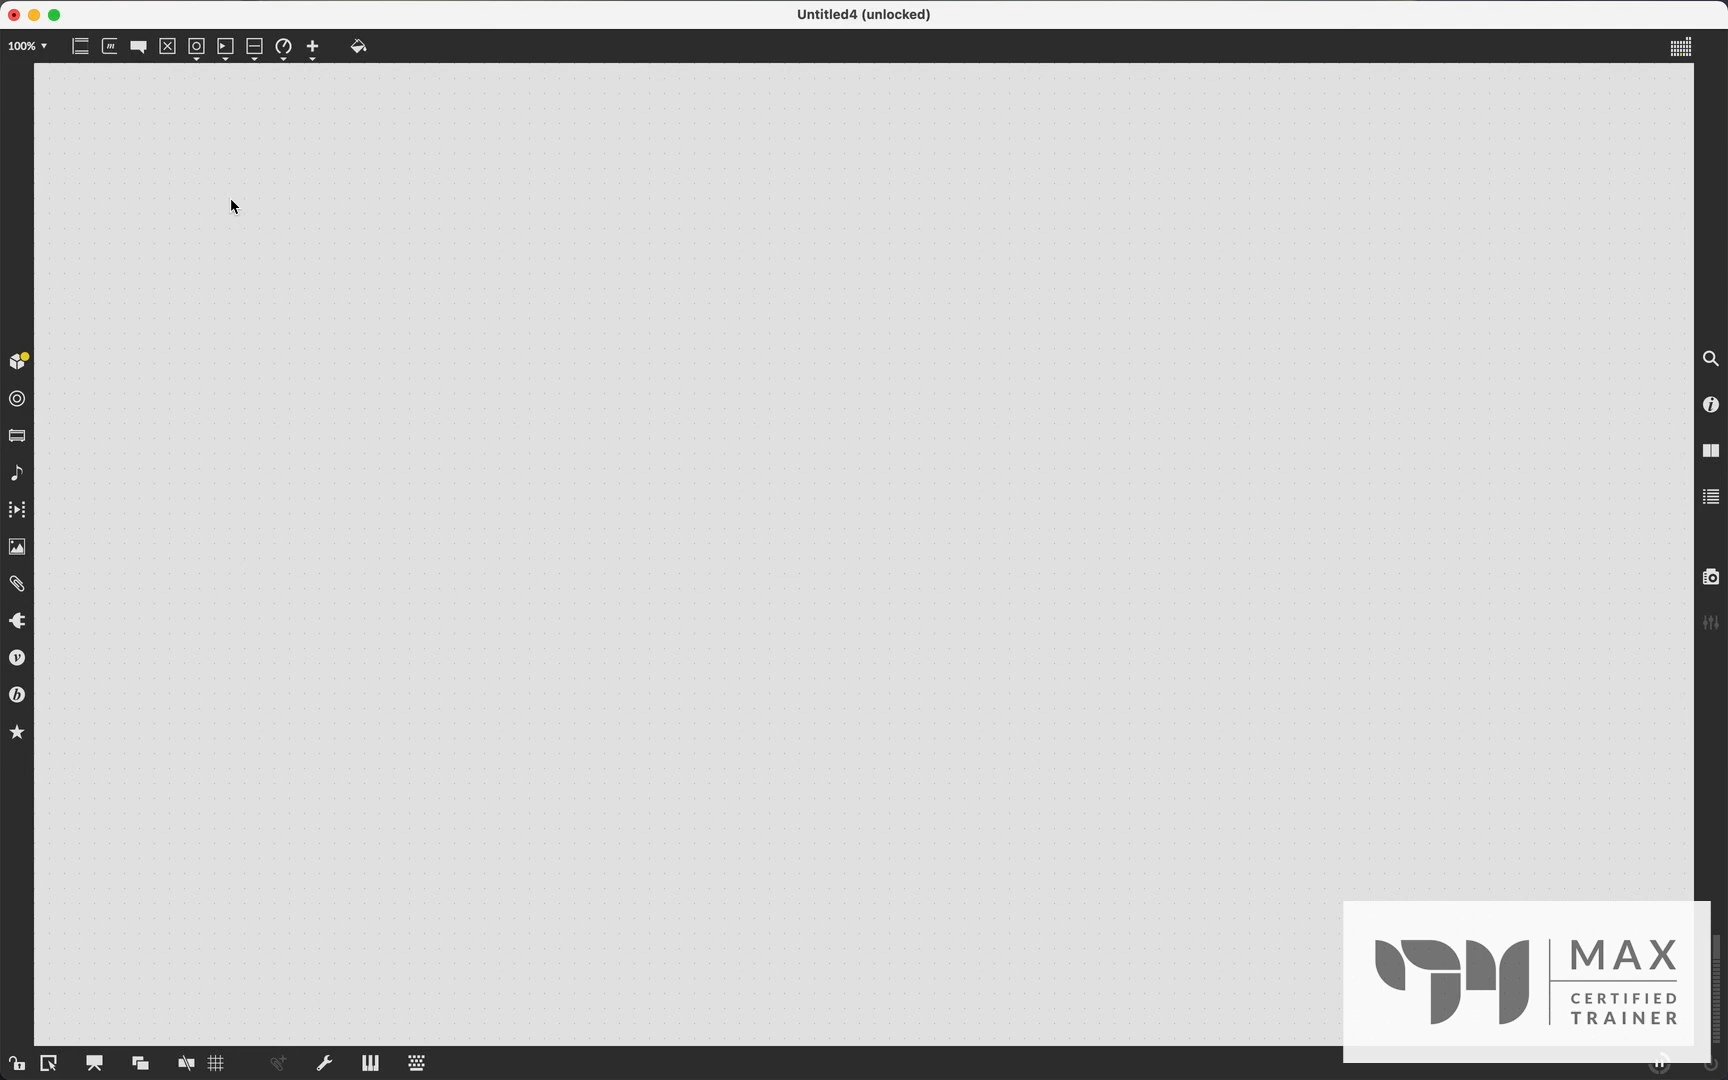 Untitled4 (unlocked)
100%
MAX
CERTIFIED
TRAINER